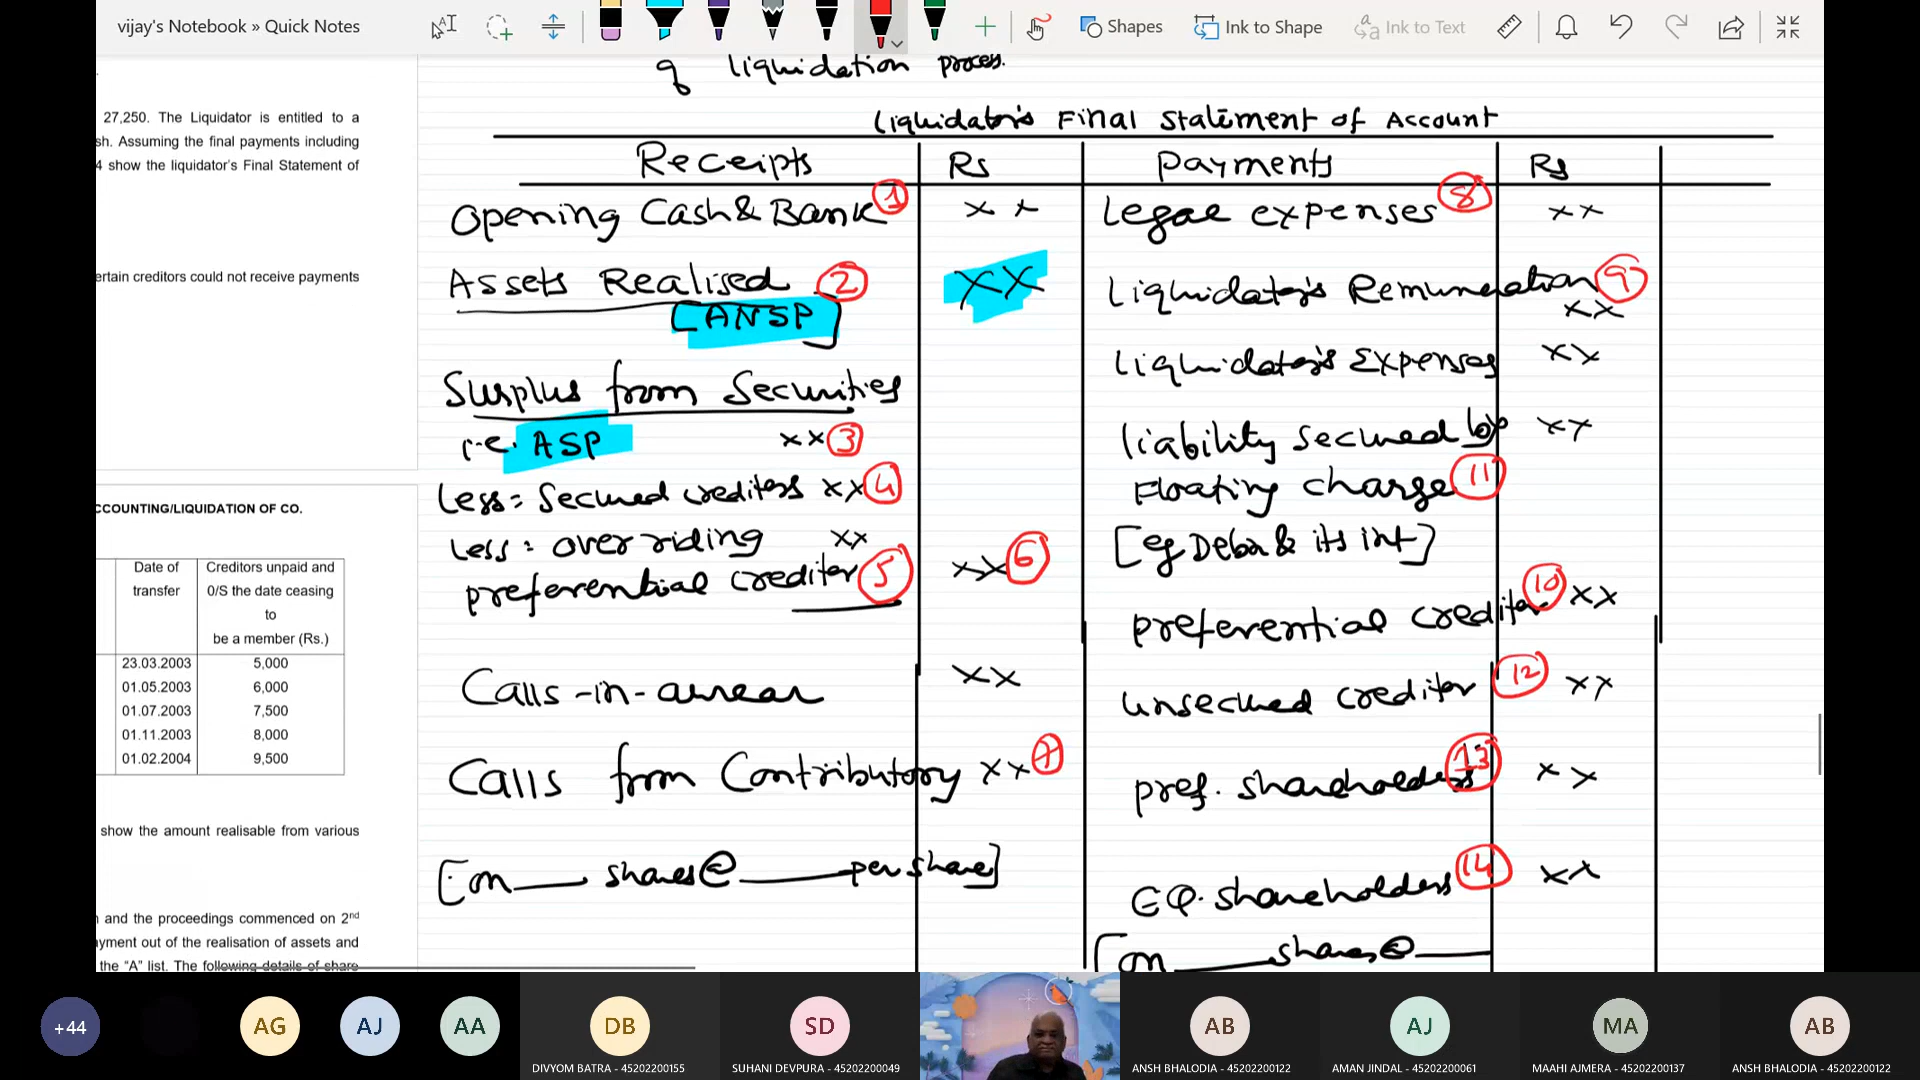 vijay's Notebook » Quick Notes
Shapes
Ink to Shape
Ink to Text
of liquidation process.
Liquidator's Final Statement of Account
Receipts Rs Payments Rs
Opening Cash & Bank 1 x x Legal expenses 8 xx
Assets Realised 2 xx Liquidator's Remuneration 9 xx
[ANSP]
Liquidator's Expenses xx
Surplus from Securities
i.e. ASP xx 3 liability secured by xx
Less = Secured creditors xx 4 Floating charge 11
Less = overriding xx [eg Deb & its int]
preferential creditor 5 xx 6
preferential creditor 10 xx
Calls-in-arrear xx unsecured creditor 12 xx
Calls from Contributory xx 7 pref. shareholders 13 xx
[on ____ shares @ ____ per share] EQ. shareholders 14 xx
[on ____ shares @ ____
27,250. The Liquidator is entitled to a
sh. Assuming the final payments including
4 show the liquidator's Final Statement of
ertain creditors could not receive payments
CCOUNTING/LIQUIDATION OF CO.
Date of transfer Creditors unpaid and 0/S the date ceasing to be a member (Rs.)
23.03.2003 5,000
01.05.2003 6,000
01.07.2003 7,500
01.11.2003 8,000
01.02.2004 9,500
show the amount realisable from various
and the proceedings commenced on 2nd
yment out of the realisation of assets and
the "A" list. The following details of share
+44
AG
AJ
AA
DB
DIVYOM BATRA - 45202200155
SD
SUHANI DEVPURA - 45202200049
AB
ANSH BHALODIA - 45202200122
AJ
AMAN JINDAL - 45202200061
MA
MAAHI AJMERA - 45202200137
AB
ANSH BHALODIA - 45202200122